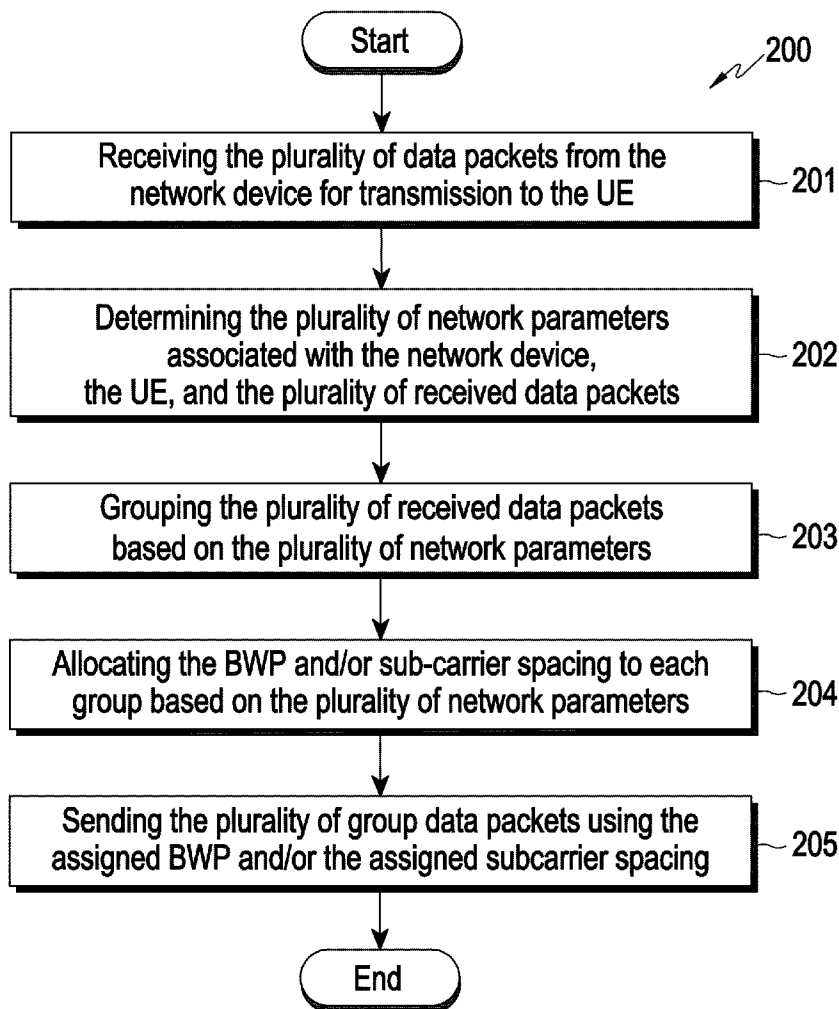 Start
200
Receiving the plurality of data packets from the
network device for transmission to the UE
201
Determining the plurality of network parameters
associated with the network device,
the UE, and the plurality of received data packets
202
Grouping the plurality of received data packets
based on the plurality of network parameters
203
Allocating the BWP and/or sub-carrier spacing to each
group based on the plurality of network parameters
204
Sending the plurality of group data packets using the
assigned BWP and/or the assigned subcarrier spacing
205
End